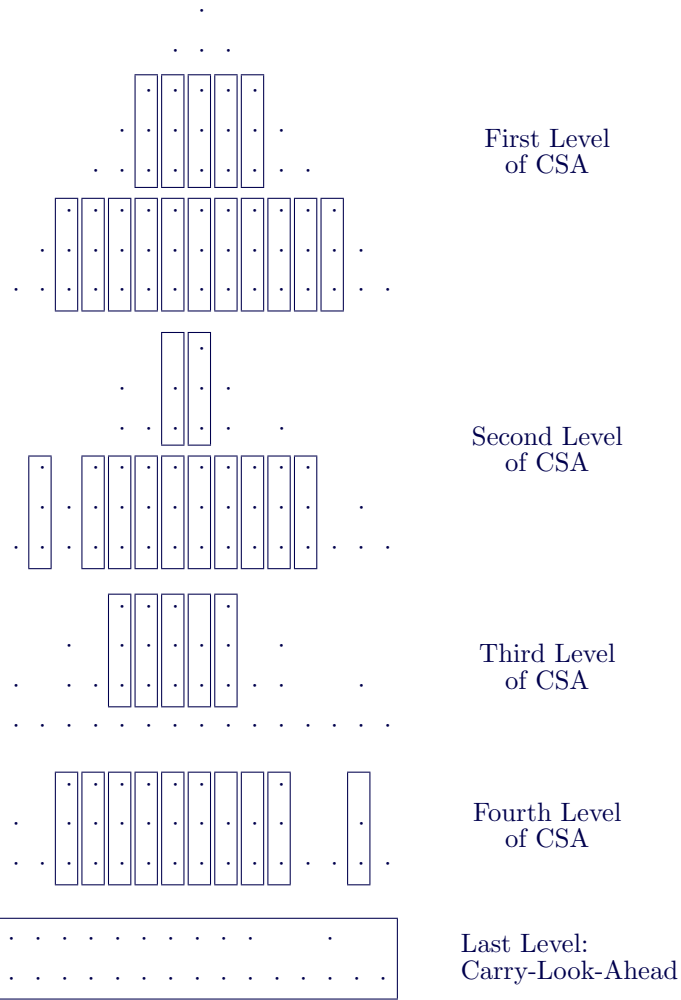 First Level
of CSA
Second Level
of CSA
Third Level
of CSA
Fourth Level
of CSA
Last Level:
Carry-Look-Ahead